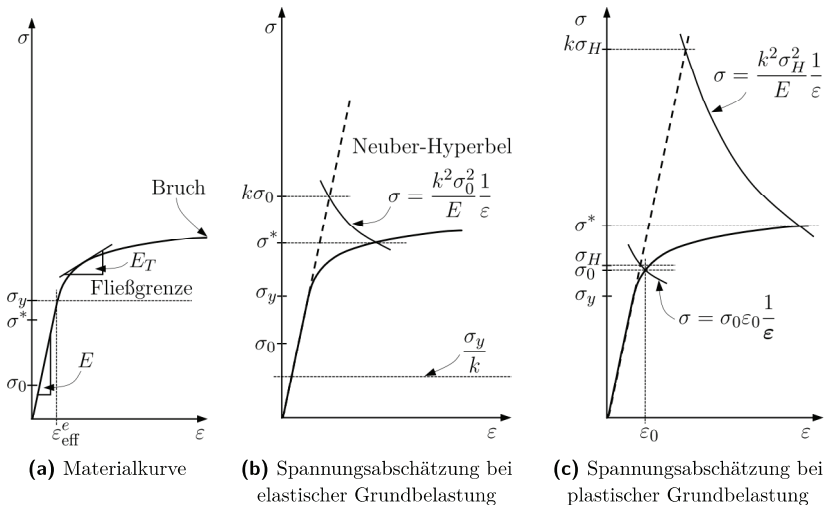 σ
Bruch
E_T
Fließgrenze
σ_y
σ*
E
σ_0
ε^e_eff
ε
(a) Materialkurve
σ
Neuber-Hyperbel
kσ_0
σ = k²σ_0²/E 1/ε
σ*
σ_y
σ_0
σ_y/k
ε
(b) Spannungsabschätzung bei
elastischer Grundbelastung
σ
kσ_H
σ = k²σ_H²/E 1/ε
σ*
σ_H
σ_0
σ_y
σ = σ_0ε_0 1/ε
ε_0
ε
(c) Spannungsabschätzung bei
plastischer Grundbelastung